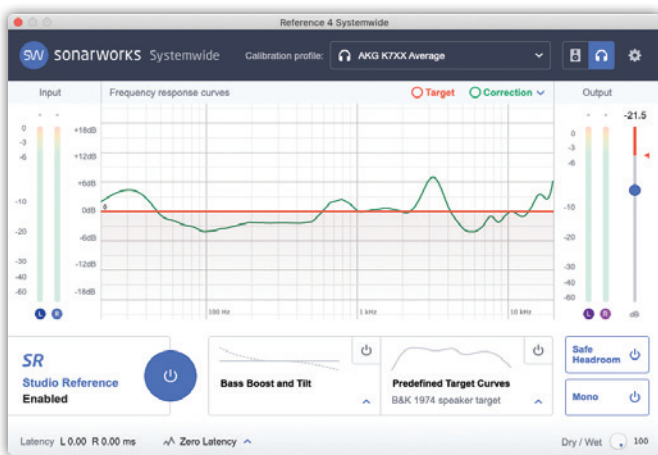 Reference 4 Systemwide
SW sonarworks Systemwide
Calibration profile: AKG K7XX Average
Input
Frequency response curves
Target Correction
Output
-21.5
- -
- -
0
-3
-6
-10
-20
-30
-40
-60
L R
+18dB
+12dB
+6dB
0dB
-6dB
-12dB
-18dB
0
100 Hz
1 kHz
10 kHz
0
-3
-6
-10
-20
-30
-40
-60
L R
dB
SR
Studio Reference
Enabled
Bass Boost and Tilt
Predefined Target Curves
B&K 1974 speaker target
Safe
Headroom
Mono
Latency L 0.00 R 0.00 ms
Zero Latency
Dry / Wet 100